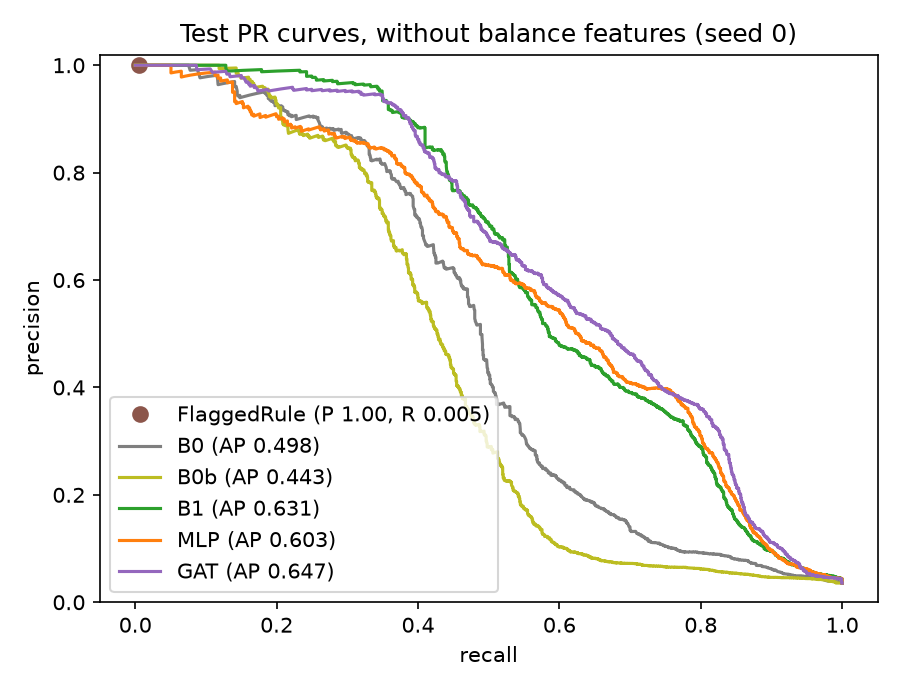 Test PR curves, without balance features (seed 0)
1.0
0.8
0.6
0.4
0.2
0.0
precision
FlaggedRule (P 1.00, R 0.005)
B0 (AP 0.498)
B0b (AP 0.443)
B1 (AP 0.631)
MLP (AP 0.603)
GAT (AP 0.647)
0.0 0.2 0.4 0.6 0.8 1.0
recall